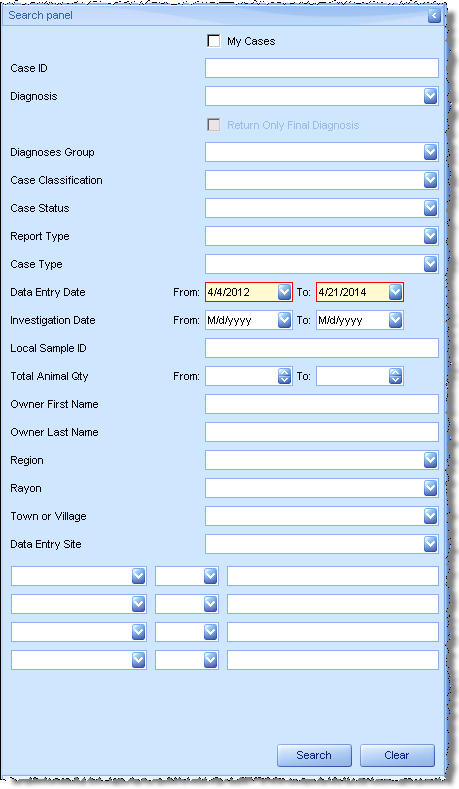 Search panel
My Cases
Case ID
Diagnosis
Return Only Final Diagnosis
Diagnoses Group
Case Classification
Case Status
Report Type
Case Type
Data Entry Date From: 4/4/2012 To: 4/21/2014
Investigation Date From: M/d/yyyy To: M/d/yyyy
Local Sample ID
Total Animal Qty From: To:
Owner First Name
Owner Last Name
Region
Rayon
Town or Village
Data Entry Site
Search Clear